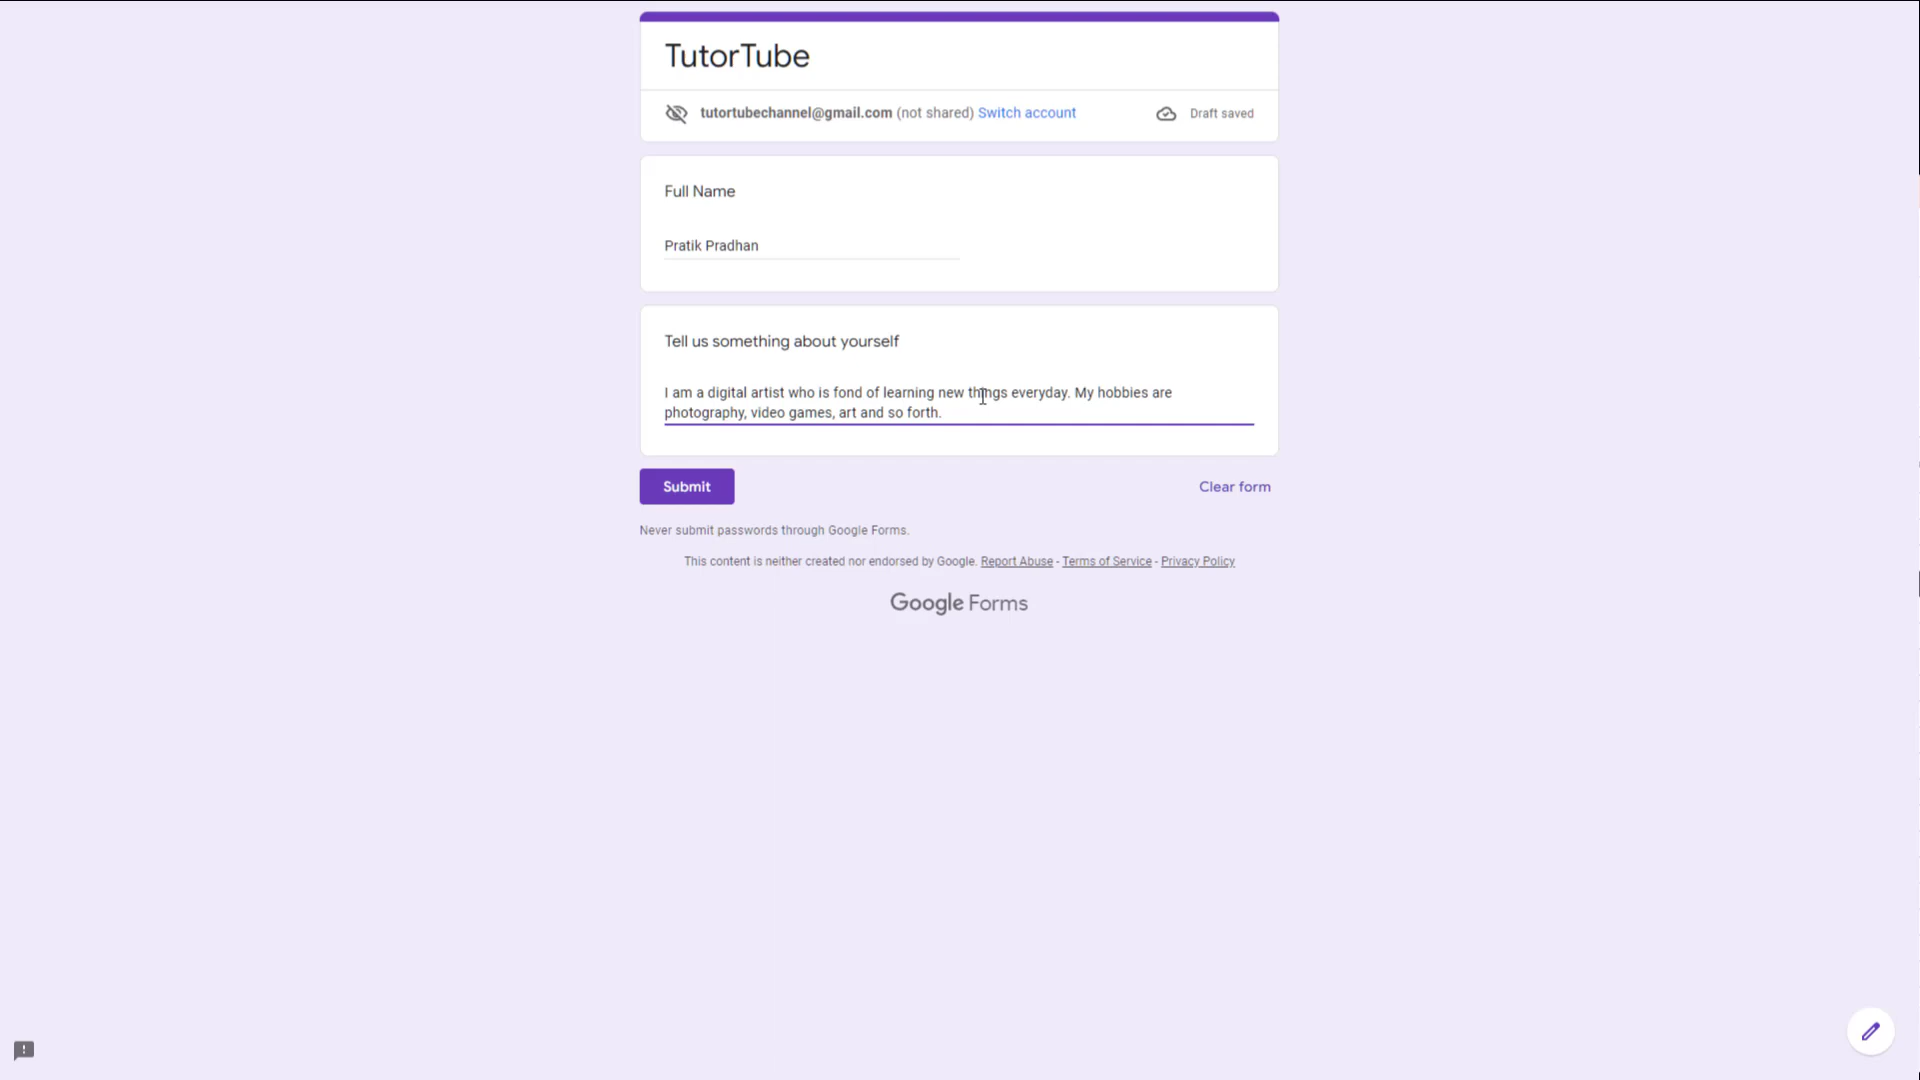 TutorTube
tutortubechannel@gmail.com (not shared) Switch account
Draft saved
Full Name
Pratik Pradhan
Tell us something about yourself
I am a digital artist who is fond of learning new things everyday. My hobbies are
photography, video games, art and so forth.
Submit
Clear form
Never submit passwords through Google Forms.
This content is neither created nor endorsed by Google. Report Abuse - Terms of Service - Privacy Policy
Google Forms